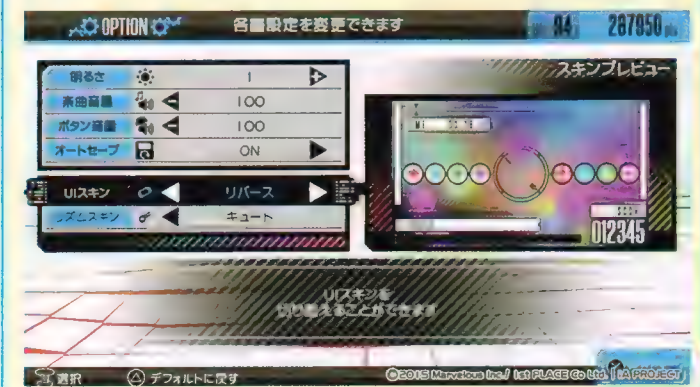 OPTION 各種設定を変更できます 94 287950
スキンプレビュー
明るさ 1
楽曲音量 100
ボタン音量 100
オートセーブ ON
UIスキン リバース
リズムスキン キュート
012345
UIスキンを
切り替えることができます
選択 △ デフォルトに戻す ©2015 Marvelous Inc./ 1st PLACE Co.,Ltd. / IA PROJECT